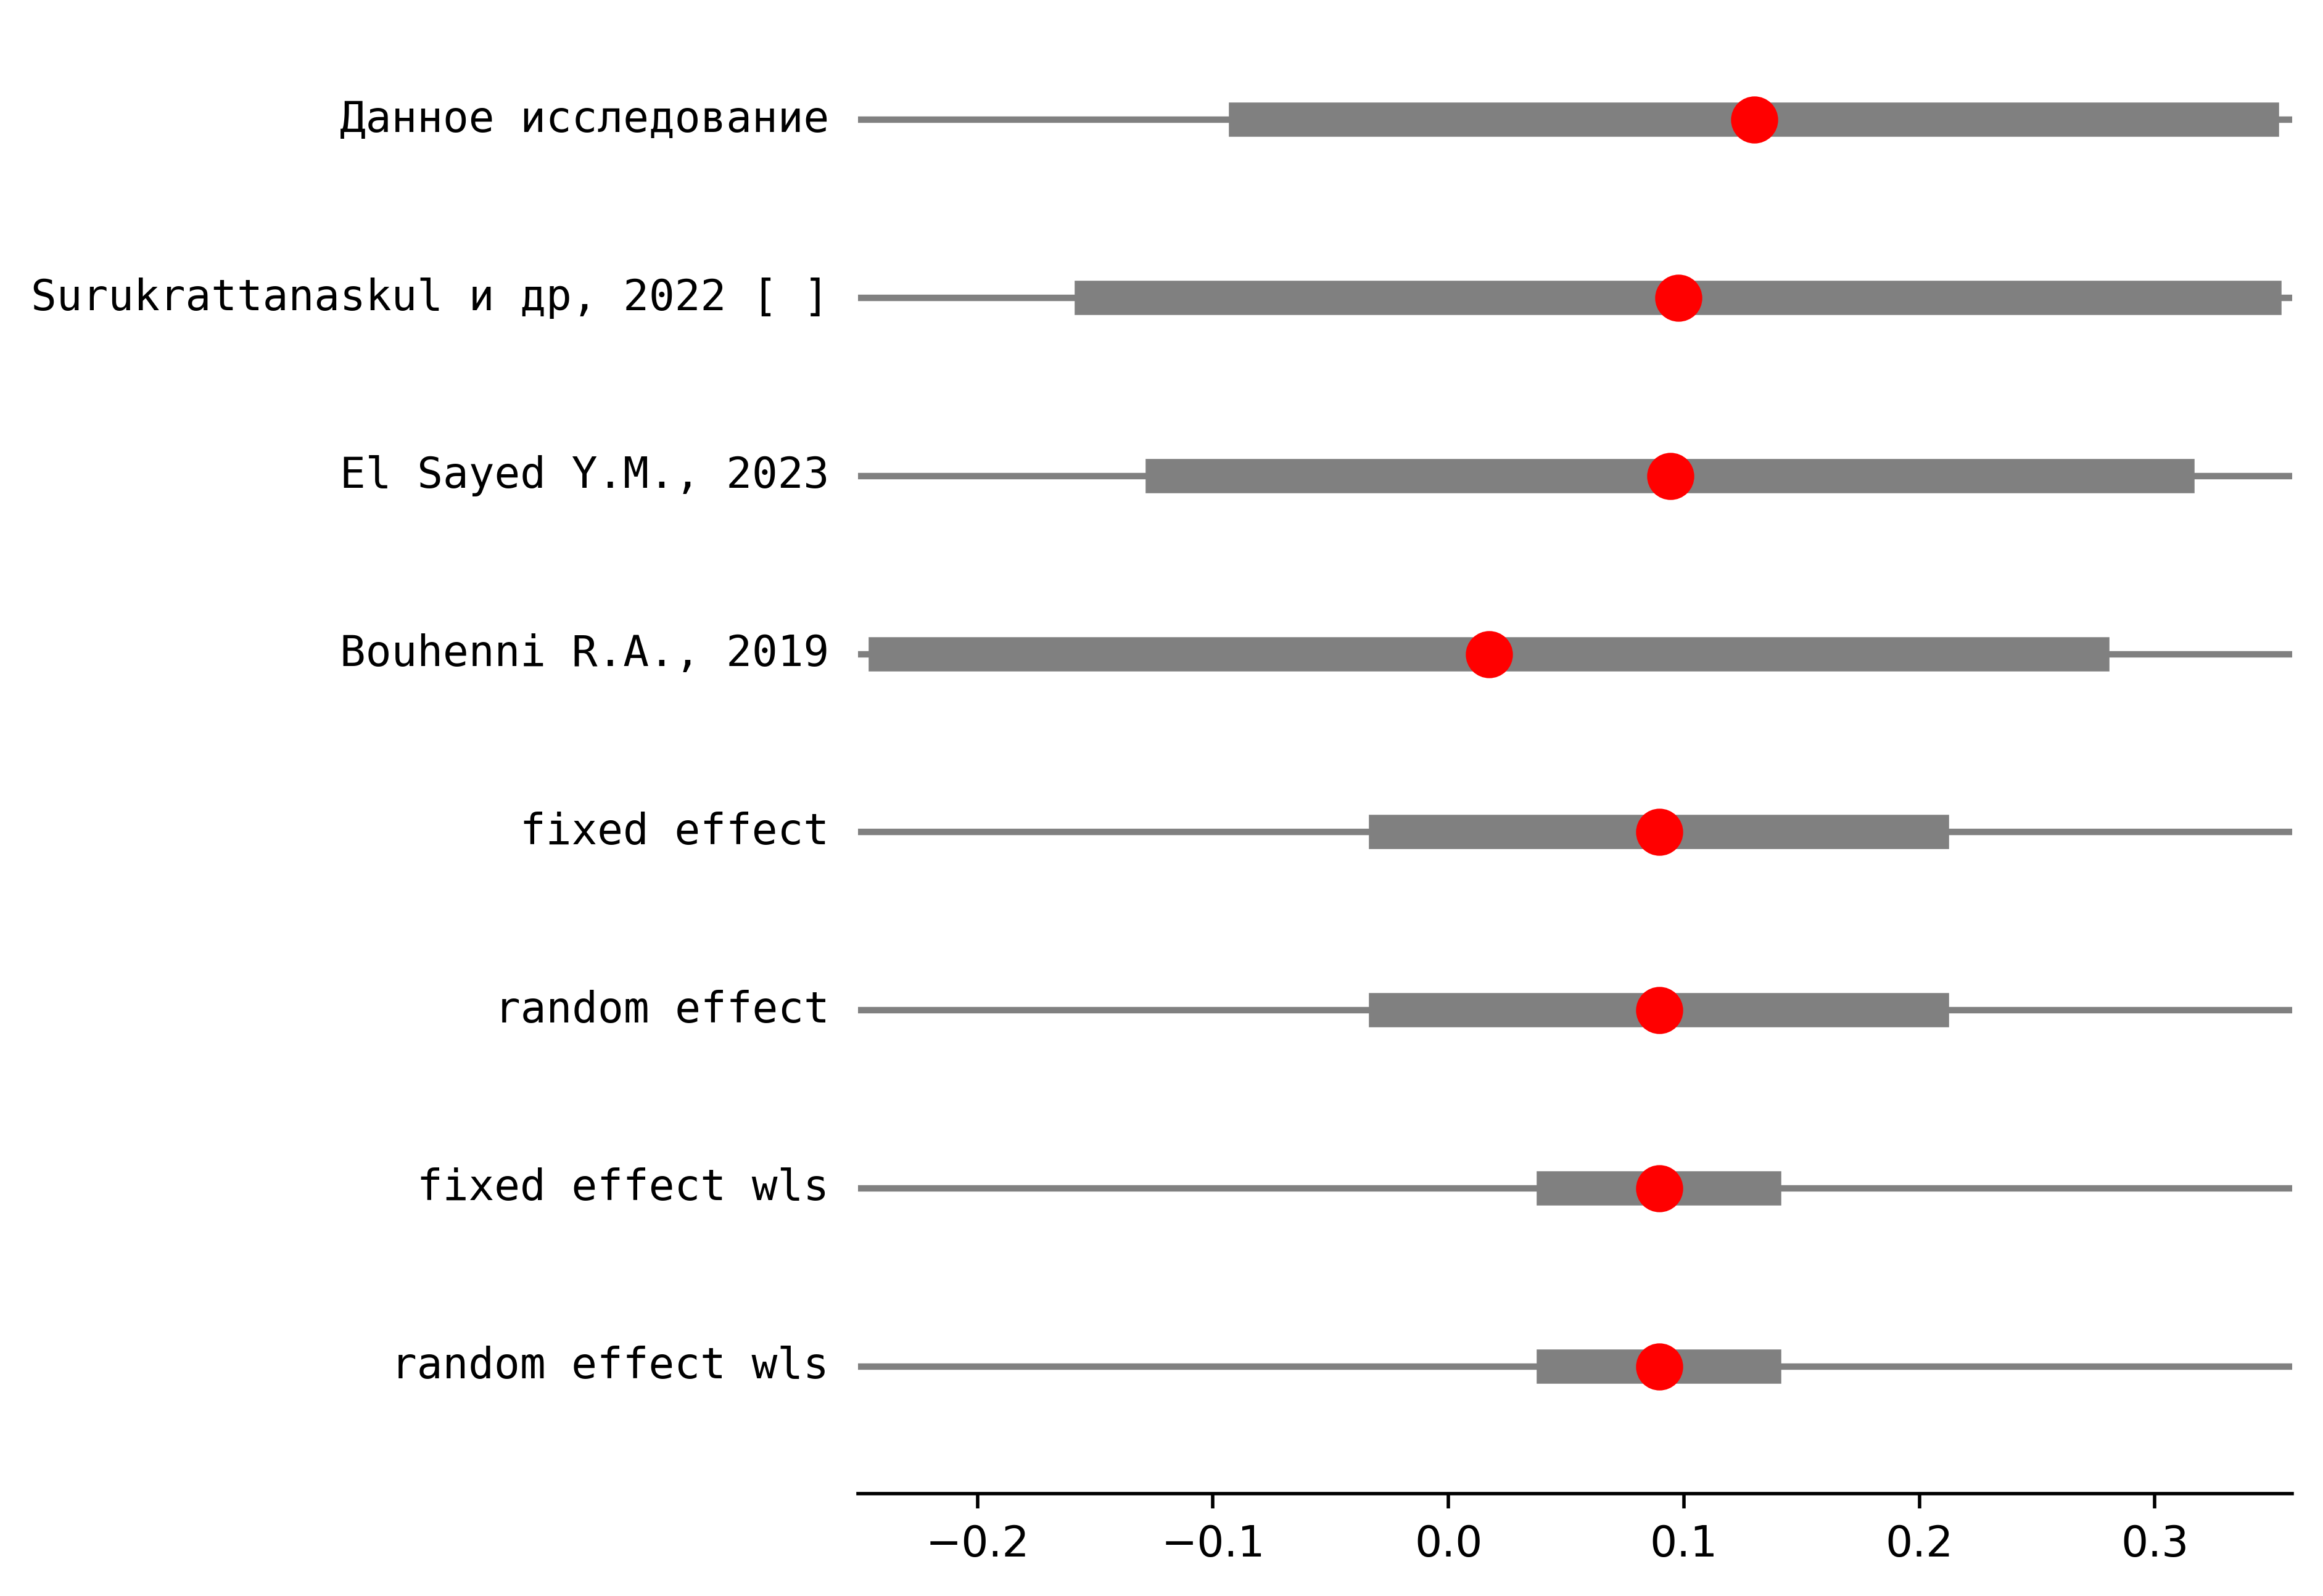 Данное исследование
Surukrattanaskul и др, 2022 [ ]
El Sayed Y.M., 2023
Bouhenni R.A., 2019
fixed effect
random effect
fixed effect wls
random effect wls
−0.2 −0.1 0.0 0.1 0.2 0.3